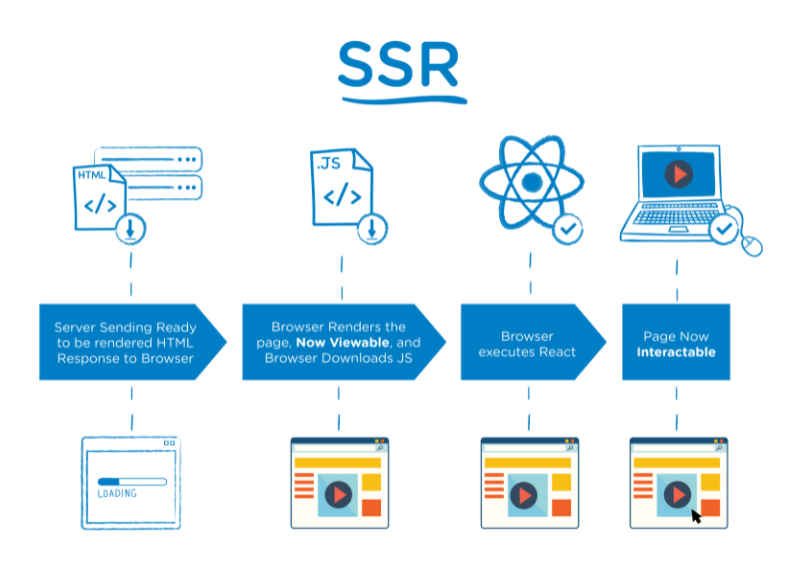 SSR
HTML
</>
.JS
</>
Server Sending Ready
to be rendered HTML
Response to Browser
Browser Renders the
page, Now Viewable, and
Browser Downloads JS
Browser
executes React
Page Now
Interactable
LOADING